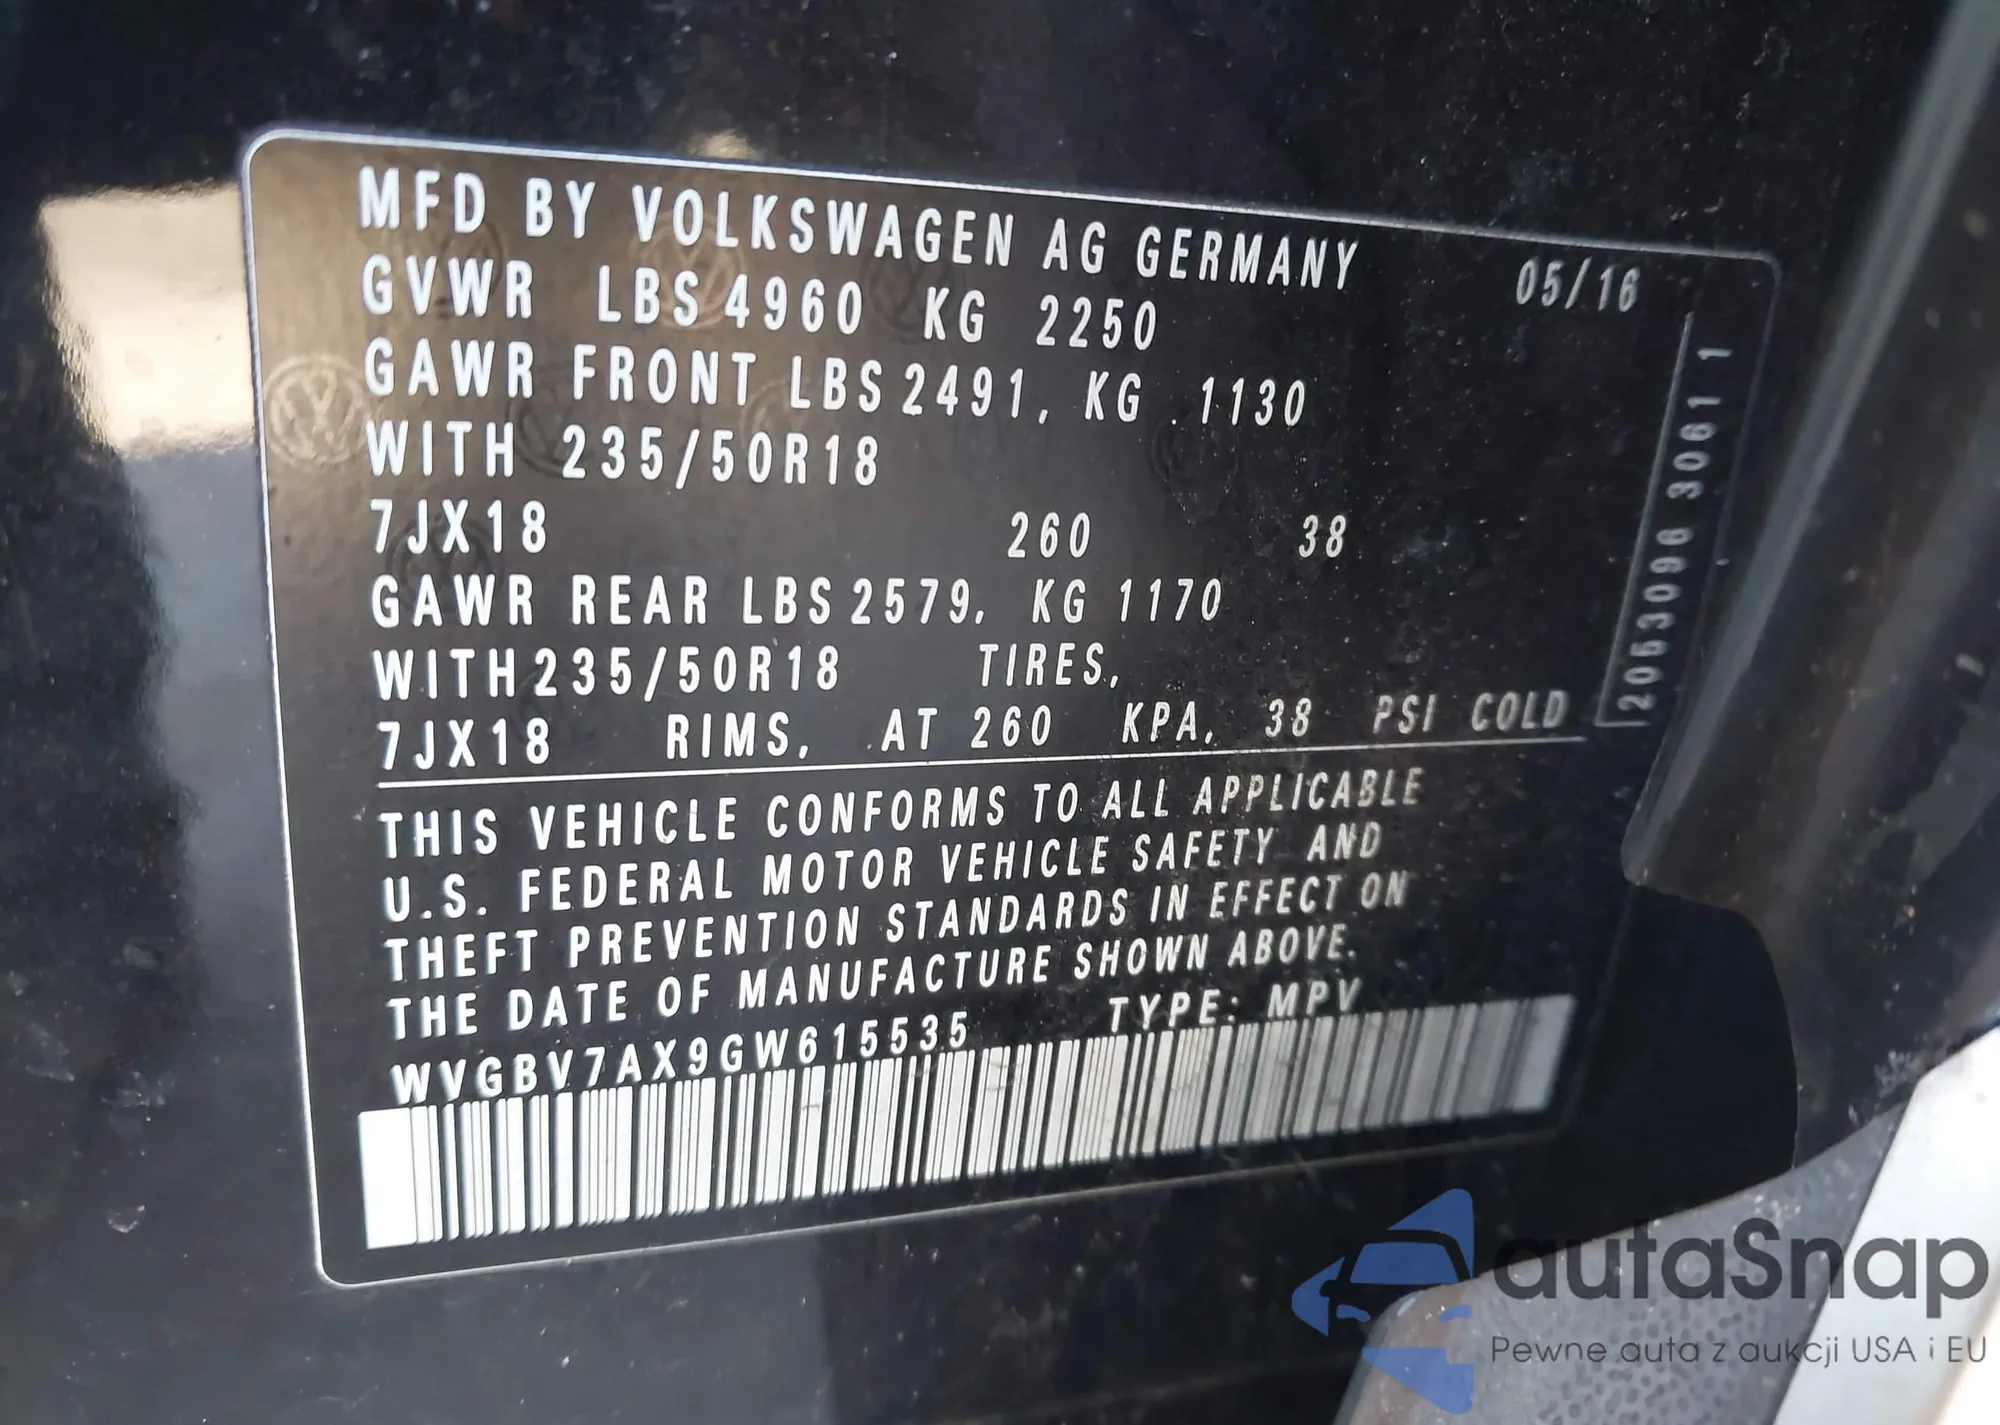 MFD BY VOLKSWAGEN AG GERMANY 05/16
GVWR LBS 4960 KG 2250
GAWR FRONT LBS 2491, KG 1130
WITH 235/50R18
7JX18 260 38
GAWR REAR LBS 2579, KG 1170
WITH 235/50R18 TIRES,
7JX18 RIMS, AT 260 KPA, 38 PSI COLD
THIS VEHICLE CONFORMS TO ALL APPLICABLE
U.S. FEDERAL MOTOR VEHICLE SAFETY AND
THEFT PREVENTION STANDARDS IN EFFECT ON
THE DATE OF MANUFACTURE SHOWN ABOVE.
WVGBV7AX9GW615535 TYPE: MPV
2053096 3061 1
autaSnap
Pewne auta z aukcji USA i EU